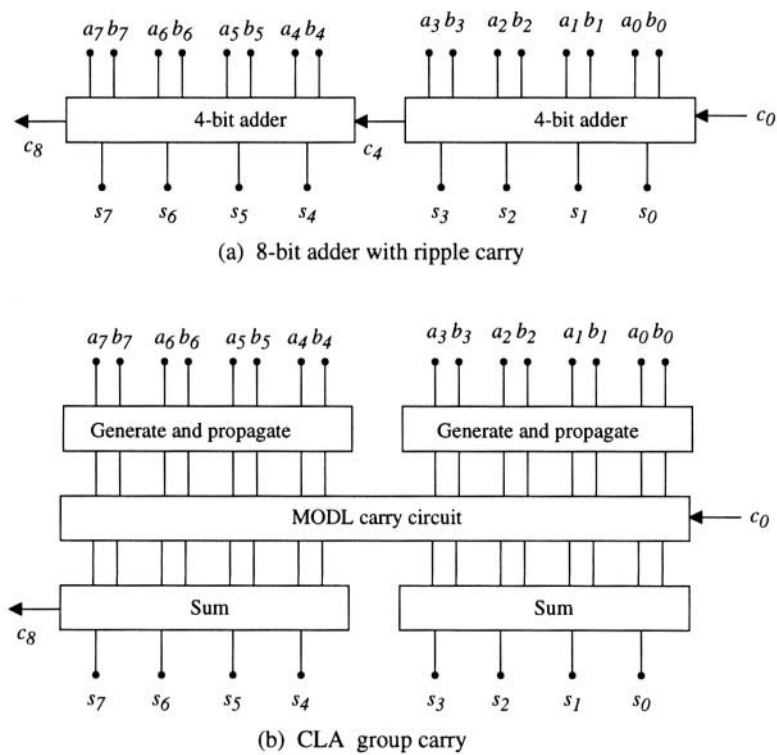 a7 b7 a6 b6 a5 b5 a4 b4 a3 b3 a2 b2 a1 b1 a0 b0
4-bit adder 4-bit adder c0
c8 c4
s7 s6 s5 s4 s3 s2 s1 s0
(a) 8-bit adder with ripple carry
a7 b7 a6 b6 a5 b5 a4 b4 a3 b3 a2 b2 a1 b1 a0 b0
Generate and propagate Generate and propagate
MODL carry circuit c0
Sum Sum
c8
s7 s6 s5 s4 s3 s2 s1 s0
(b) CLA group carry